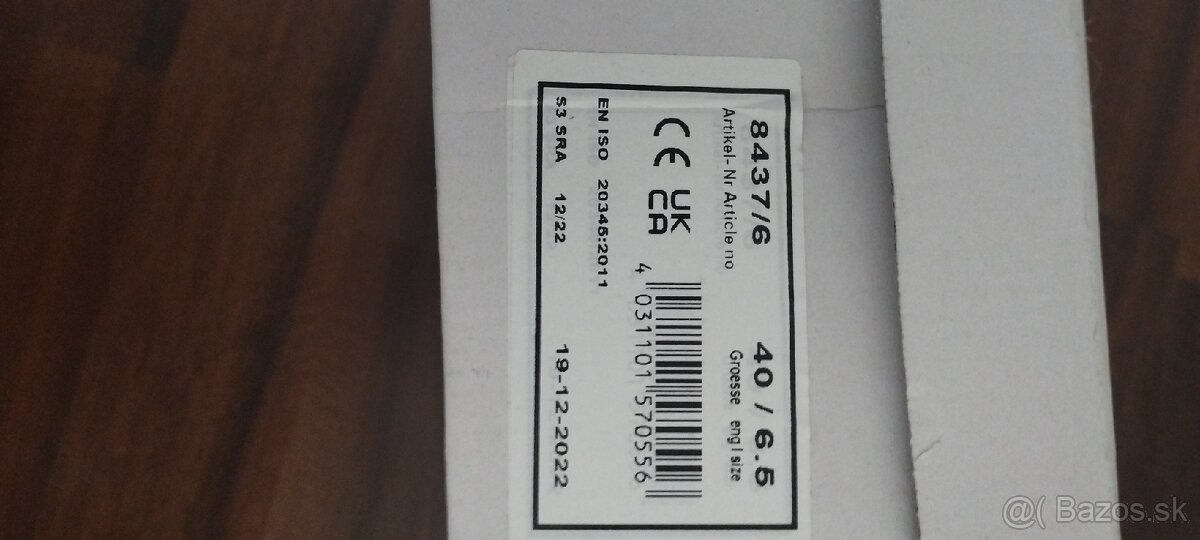 8437/6 40 / 6.5
Artikel-Nr Article no Groesse engl size
CE UK
CA
4 031101 570556
EN ISO 20345:2011
S3 SRA 12/22 19-12-2022
@( Bazos.sk